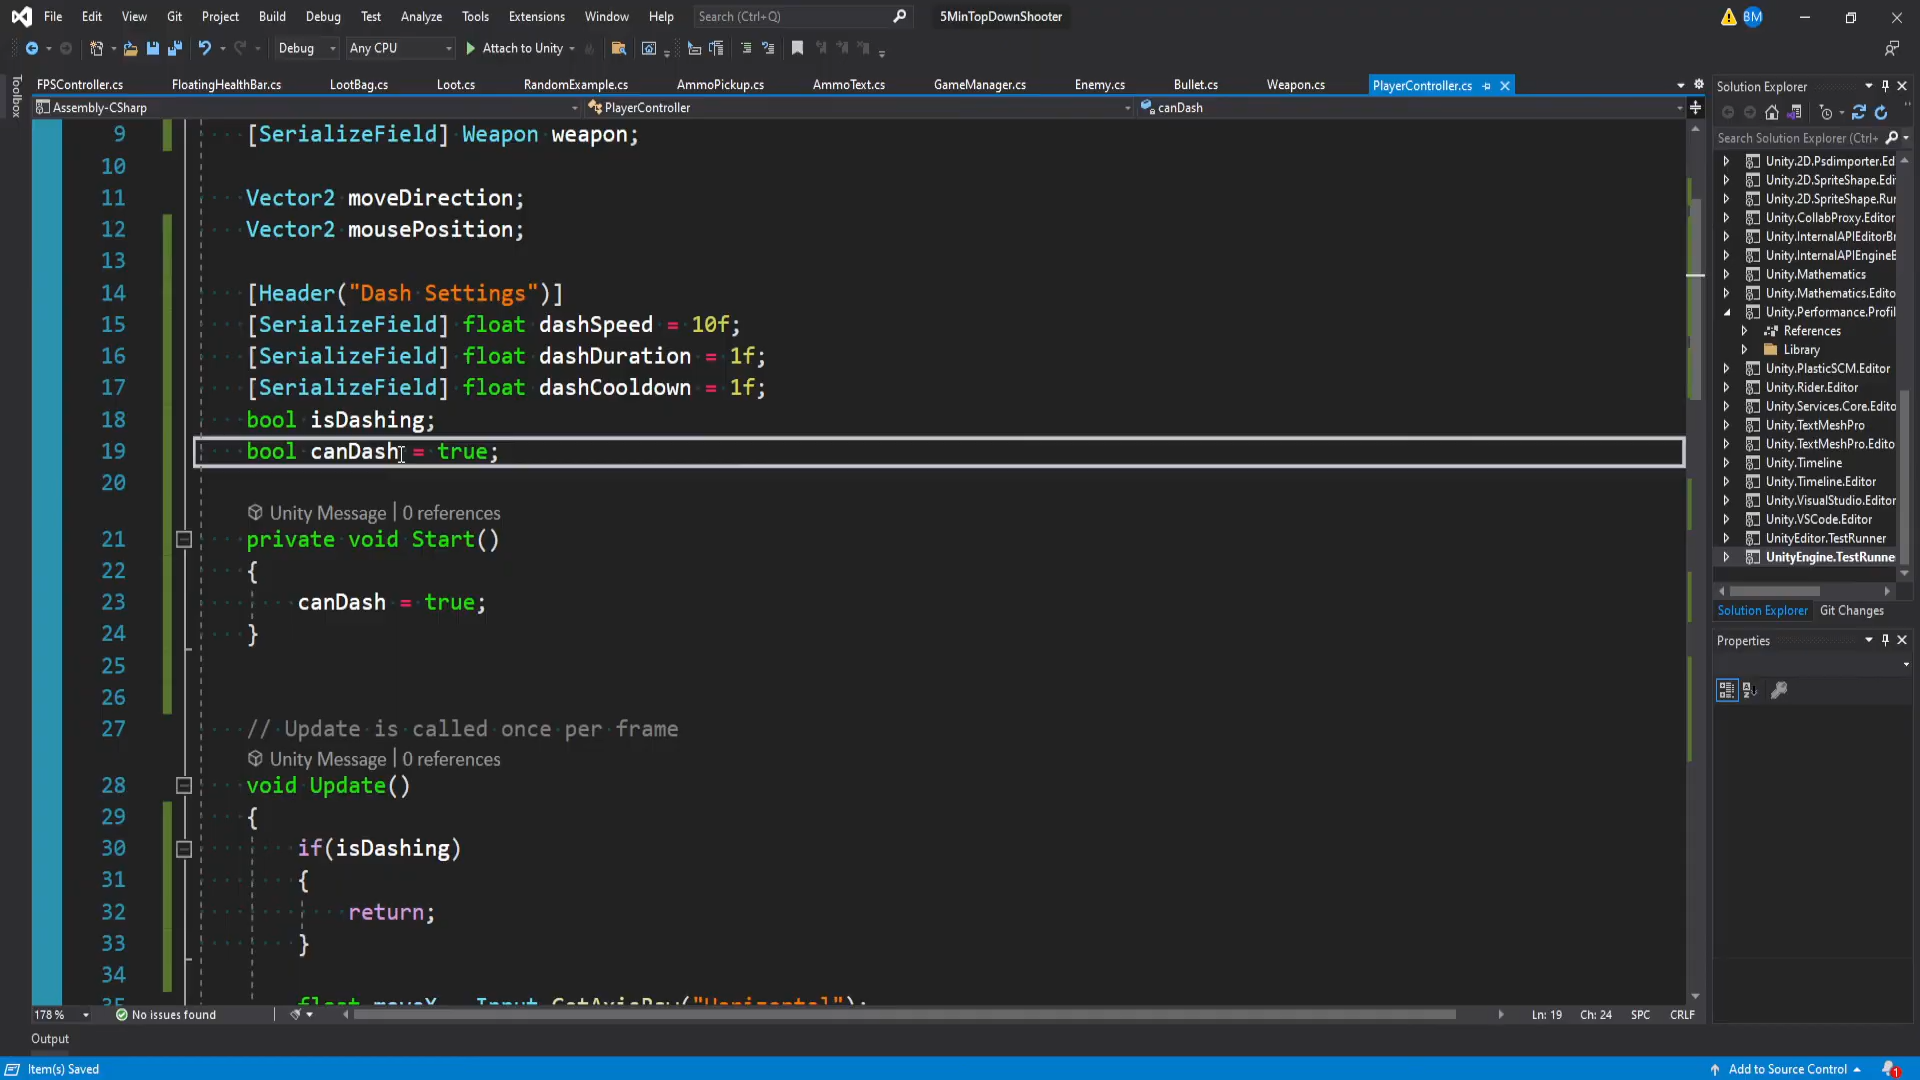 File Edit View Git Project Build Debug Test Analyze Tools Extensions Window Help Search (Ctrl+Q) 5MinTopDownShooter BM
Debug Any CPU Attach to Unity
FPSController.cs FloatingHealthBar.cs LootBag.cs Loot.cs RandomExample.cs AmmoPickup.cs AmmoText.cs GameManager.cs Enemy.cs Bullet.cs Weapon.cs PlayerController.cs
Assembly-CSharp PlayerController canDash
Toolbox
9 [SerializeField] Weapon weapon;
10
11 Vector2 moveDirection;
12 Vector2 mousePosition;
13
14 [Header("Dash Settings")]
15 [SerializeField] float dashSpeed = 10f;
16 [SerializeField] float dashDuration = 1f;
17 [SerializeField] float dashCooldown = 1f;
18 bool isDashing;
19 bool canDash = true;
20
Unity Message | 0 references
21 private void Start()
22 {
23 canDash = true;
24 }
25
26
27 // Update is called once per frame
Unity Message | 0 references
28 void Update()
29 {
30 if(isDashing)
31 {
32 return;
33 }
34
35 float moveX = Input.GetAxisRaw("Horizontal");
178 % No issues found Ln: 19 Ch: 24 SPC CRLF
Output
Item(s) Saved Add to Source Control 1
Solution Explorer
Search Solution Explorer (Ctrl+
Unity.2D.Psdimporter.Ed
Unity.2D.SpriteShape.Edi
Unity.2D.SpriteShape.Rur
Unity.CollabProxy.Editor
Unity.InternalAPIEditorBr
Unity.InternalAPIEngineE
Unity.Mathematics
Unity.Mathematics.Edito
Unity.Performance.Profil
References
Library
Unity.PlasticSCM.Editor
Unity.Rider.Editor
Unity.Services.Core.Edito
Unity.TextMeshPro
Unity.TextMeshPro.Edito
Unity.Timeline
Unity.Timeline.Editor
Unity.VisualStudio.Editor
Unity.VSCode.Editor
UnityEditor.TestRunner
UnityEngine.TestRunne
Solution Explorer Git Changes
Properties